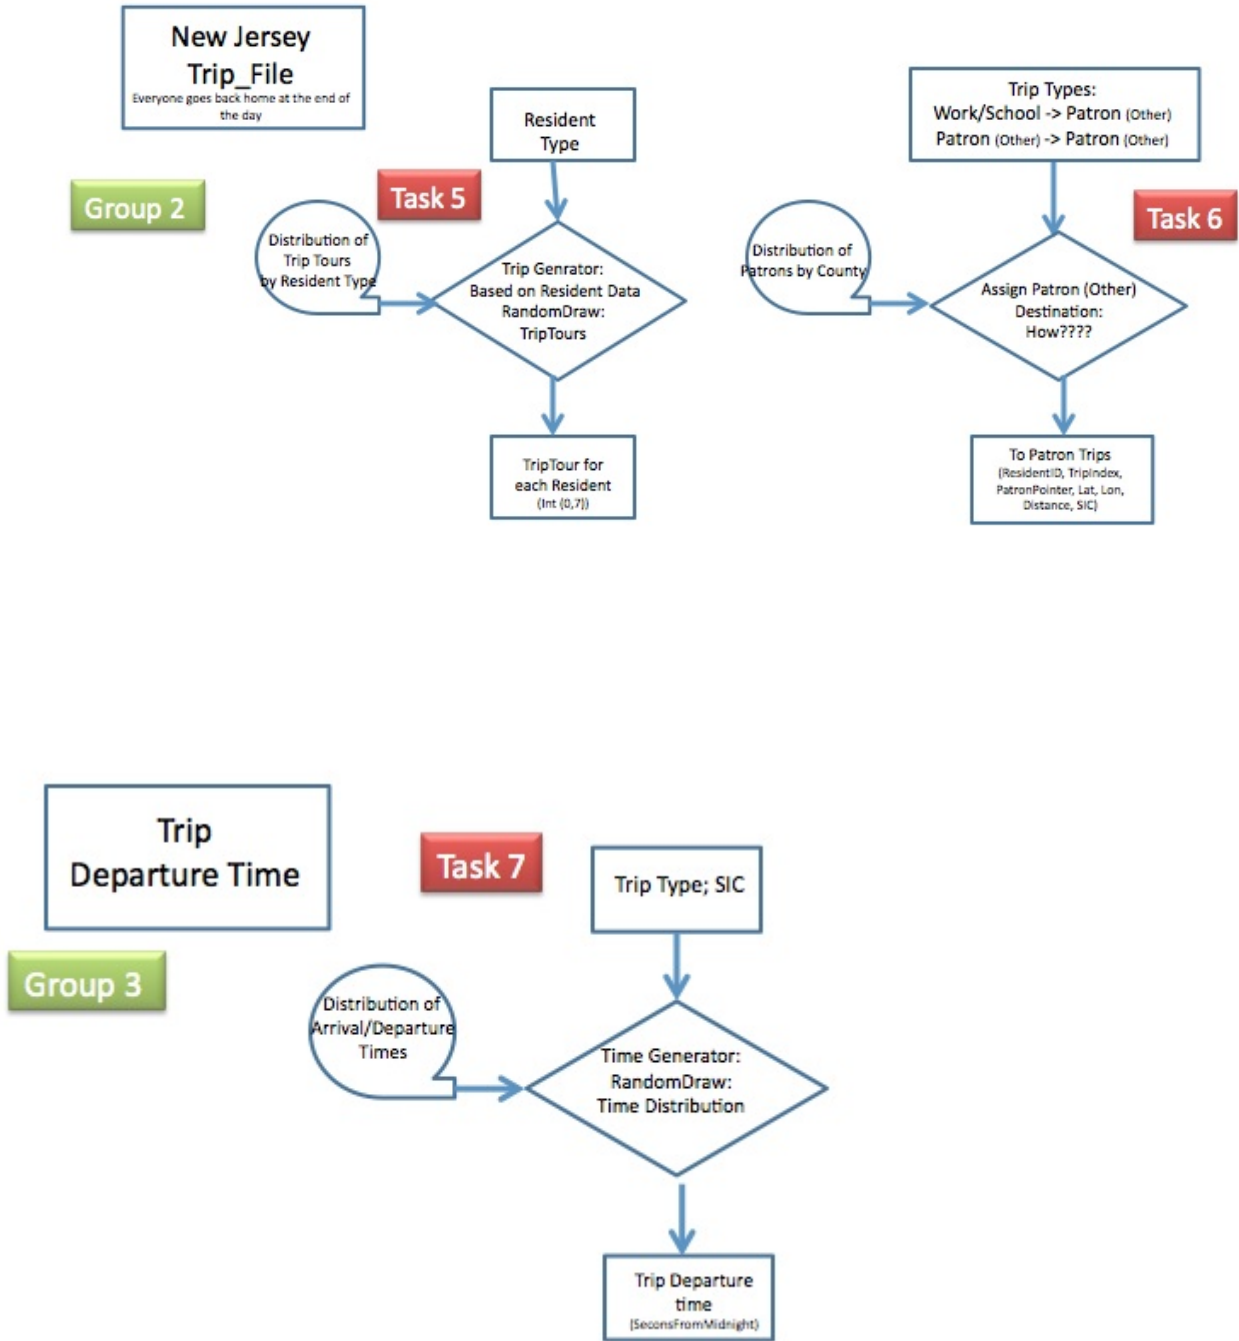 New Jersey
Trip_File
Everyone goes back home at the end of
the day
Group 2
Task 5
Resident
Type
Distribution of
Trip Tours
by Resident Type
Trip Genrator:
Based on Resident Data
RandomDraw:
TripTours
TripTour for
each Resident
(Int (0,7))
Trip Types:
Work/School -> Patron (Other)
Patron (Other) -> Patron (Other)
Task 6
Distribution of
Patrons by County
Assign Patron (Other)
Destination:
How????
To Patron Trips
(ResidentID, TripIndex,
PatronPointer, Lat, Lon,
Distance, SIC)
Trip
Departure Time
Group 3
Task 7
Trip Type; SIC
Distribution of
Arrival/Departure
Times
Time Generator:
RandomDraw:
Time Distribution
Trip Departure
time
(SeconsFromMidnight)